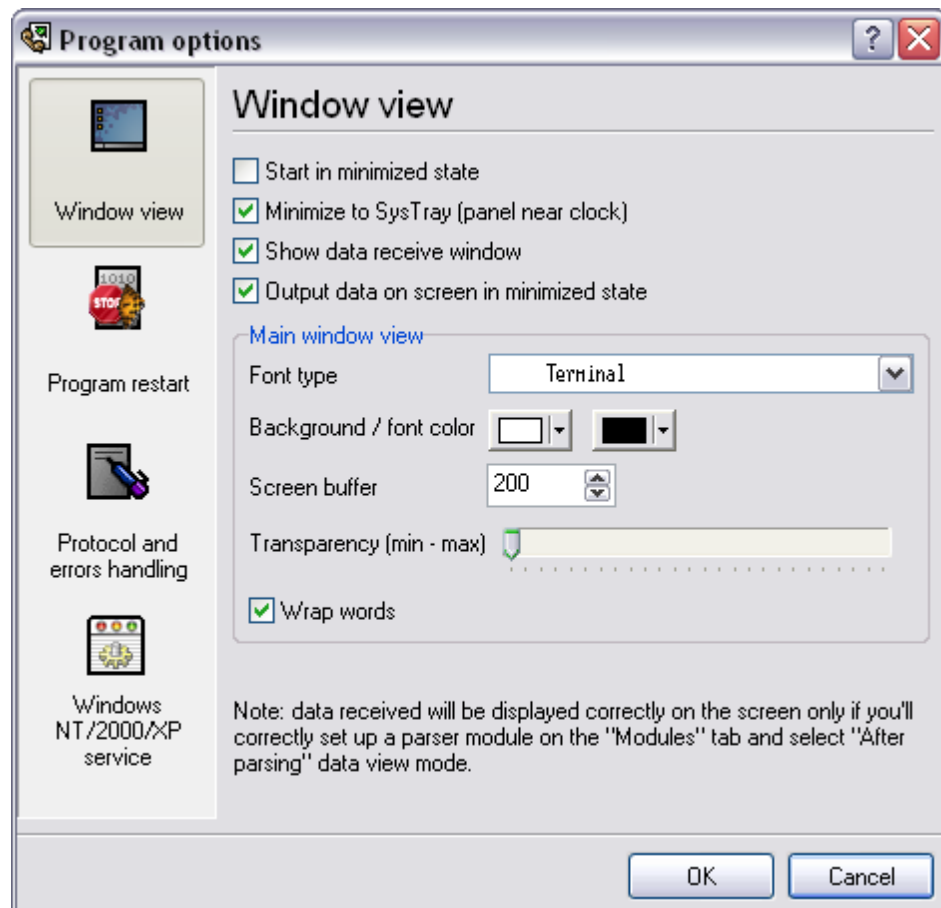 Program options
Window view
Window view
Start in minimized state
Minimize to SysTray (panel near clock)
Show data receive window
Output data on screen in minimized state
Main window view
Font type
Terminal
Background / font color
Screen buffer
200
Transparency (min - max)
Wrap words
Note: data received will be displayed correctly on the screen only if you'll
correctly set up a parser module on the "Modules" tab and select "After
parsing" data view mode.
1010
STOP
Program restart
Protocol and
errors handling
Windows
NT/2000/XP
service
OK
Cancel